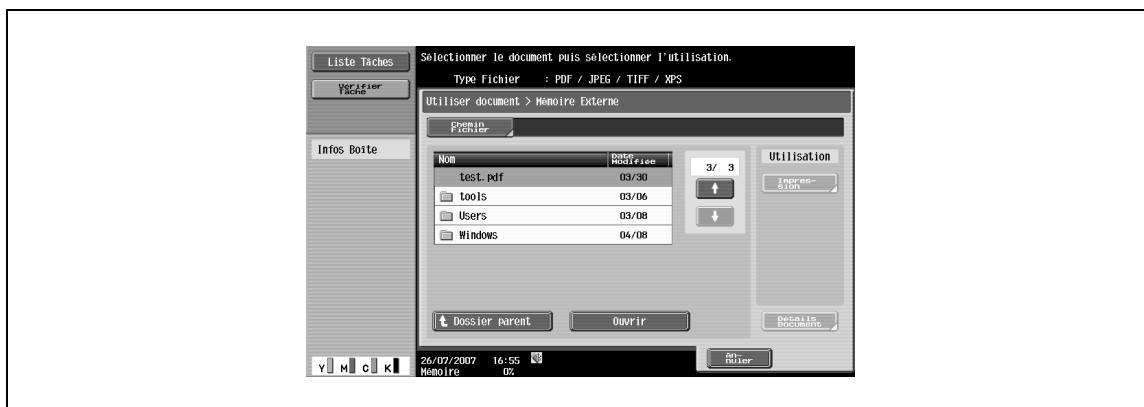 Liste Tâches
Vérifier
Tâche
Sélectionner le document puis sélectionner l'utilisation.
Type Fichier : PDF / JPEG / TIFF / XPS
Utiliser document > Mémoire Externe
Chemin
Fichier
Infos Boîte
Nom
Date
Modifiée
test.pdf 03/30
tools 03/06
Users 03/08
Windows 04/08
3/ 3
Utilisation
Impres-
sion
Dossier parent
Ouvrir
Détails
Document
An-
nuler
Y M C K
26/07/2007 16:55
Mémoire 0%